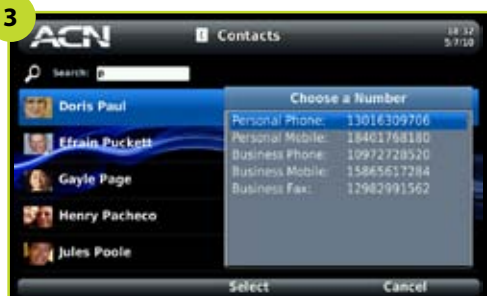 3
ACN Contacts 18:32
5/7/10
Search: p
Doris Paul
Efrain Puckett
Gayle Page
Henry Pacheco
Jules Poole
Choose a Number
Personal Phone: 13016309706
Personal Mobile: 18401768180
Business Phone: 10972728520
Business Mobile: 15865617284
Business Fax: 12982991562
Select Cancel